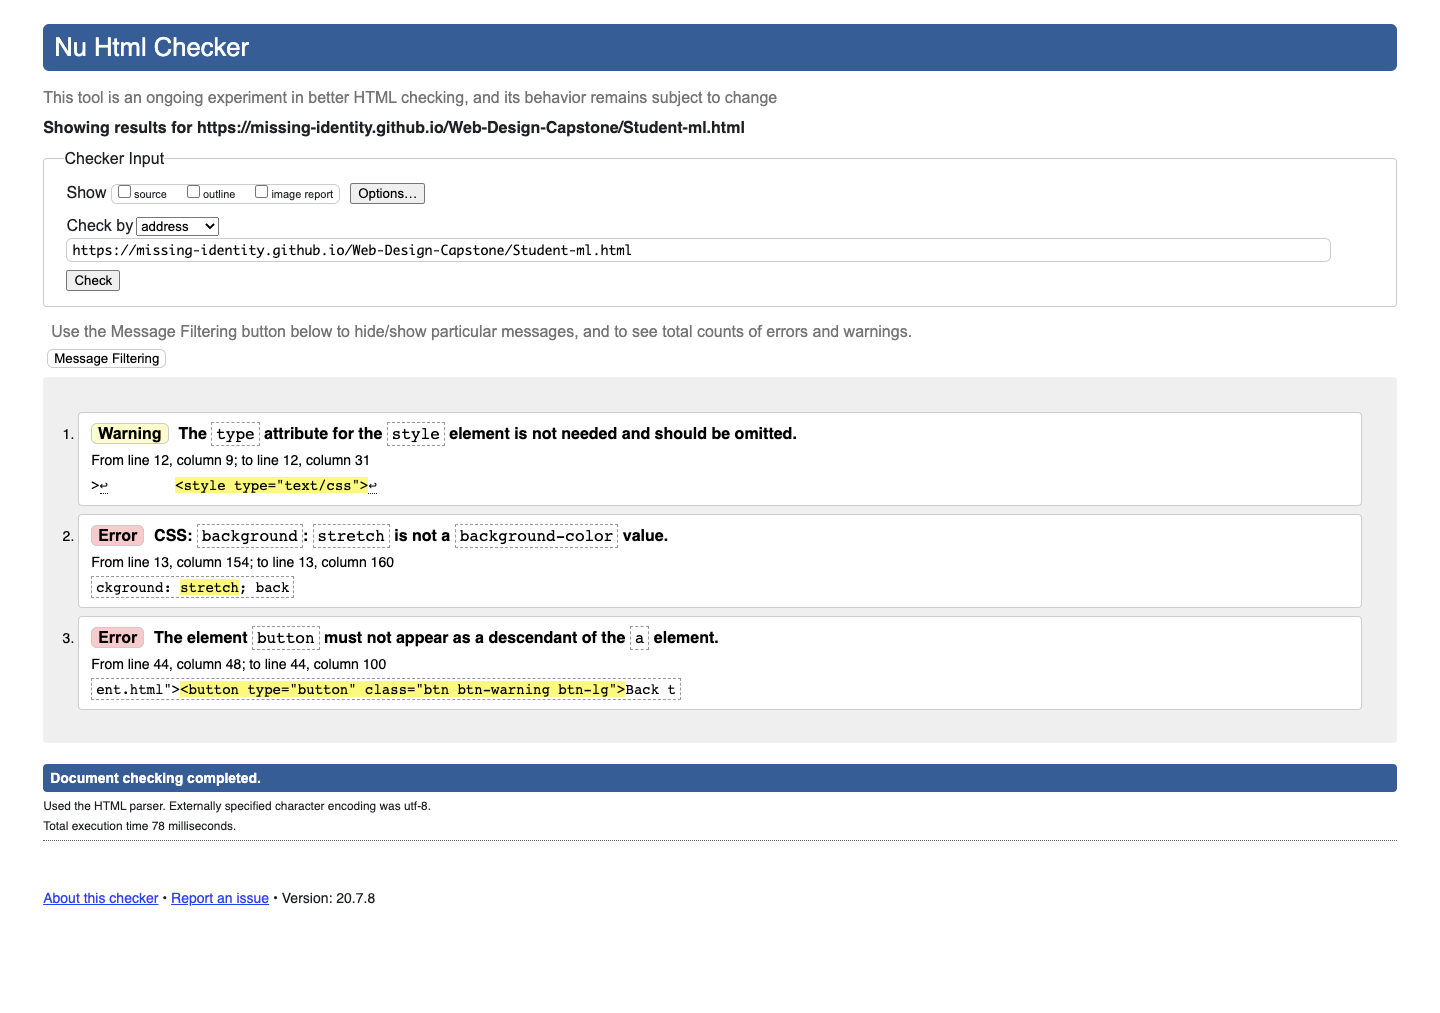 Nu Html Checker
This tool is an ongoing experiment in better HTML checking, and its behavior remains subject to change
Showing results for https://missing-identity.github.io/Web-Design-Capstone/Student-ml.html
Checker Input
Show source outline image report Options...
Check by address
https://missing-identity.github.io/Web-Design-Capstone/Student-ml.html
Check
Use the Message Filtering button below to hide/show particular messages, and to see total counts of errors and warnings.
Message Filtering
1. Warning The type attribute for the style element is not needed and should be omitted.
From line 12, column 9; to line 12, column 31
>↩ <style type="text/css">↩
2. Error CSS: background: stretch is not a background-color value.
From line 13, column 154; to line 13, column 160
ckground: stretch; back
3. Error The element button must not appear as a descendant of the a element.
From line 44, column 48; to line 44, column 100
ent.html"><button type="button" class="btn btn-warning btn-lg">Back t
Document checking completed.
Used the HTML parser. Externally specified character encoding was utf-8.
Total execution time 78 milliseconds.
About this checker • Report an issue • Version: 20.7.8